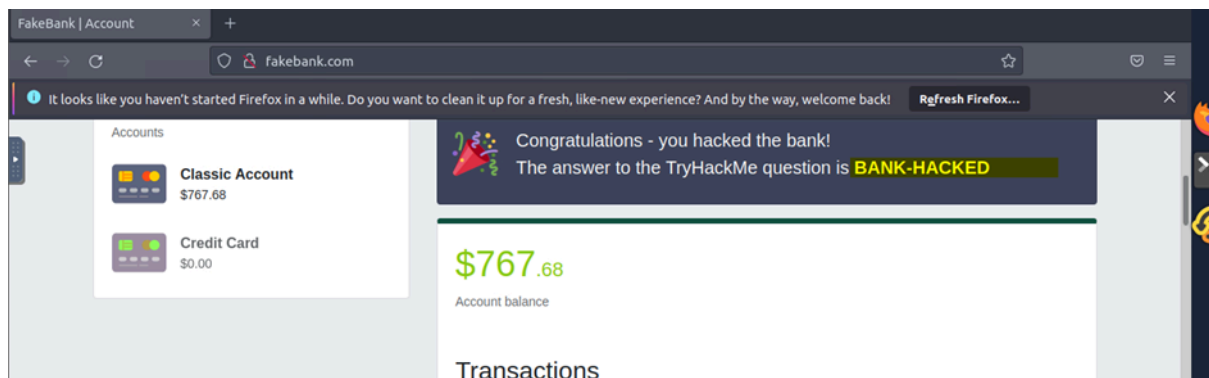 FakeBank | Account
fakebank.com
It looks like you haven't started Firefox in a while. Do you want to clean it up for a fresh, like-new experience? And by the way, welcome back! Refresh Firefox...
Accounts
Classic Account
$767.68
Credit Card
$0.00
Congratulations - you hacked the bank!
The answer to the TryHackMe question is BANK-HACKED
$767.68
Account balance
Transactions